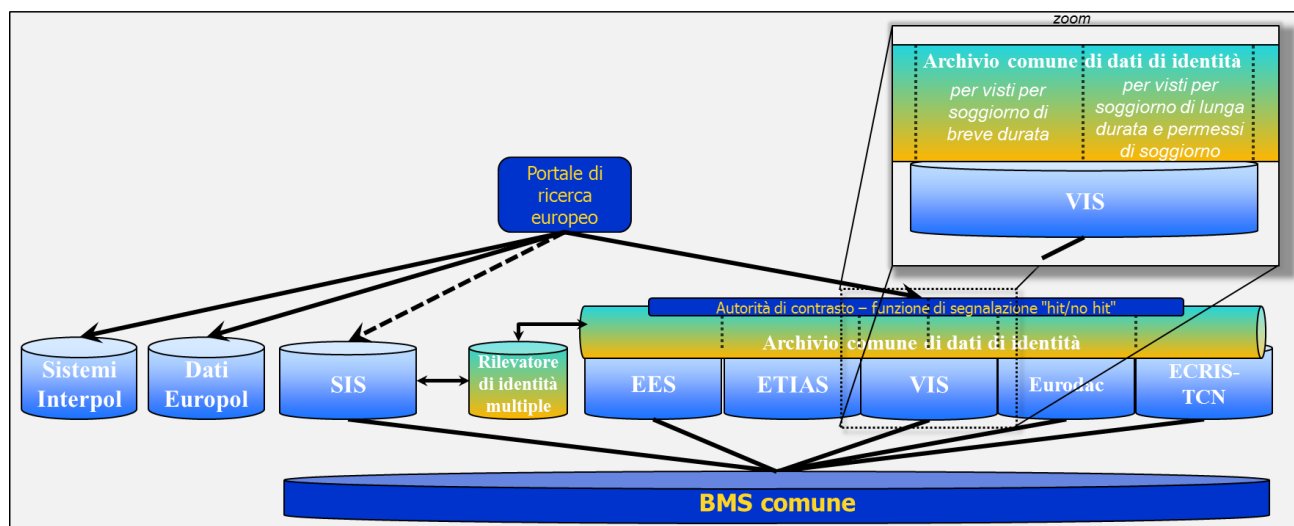 zoom
Archivio comune di dati di identità
per visti per
soggiorno di
breve durata
per visti per
soggiorno di lunga
durata e permessi
di soggiorno
VIS
Portale di
ricerca
europeo
Autorità di contrasto – funzione di segnalazione "hit/no hit"
Archivio comune di dati di identità
Sistemi
Interpol
Dati
Europol
SIS
Rilevatore
di identità
multiple
EES
ETIAS
VIS
Eurodac
ECRIS-
TCN
BMS comune